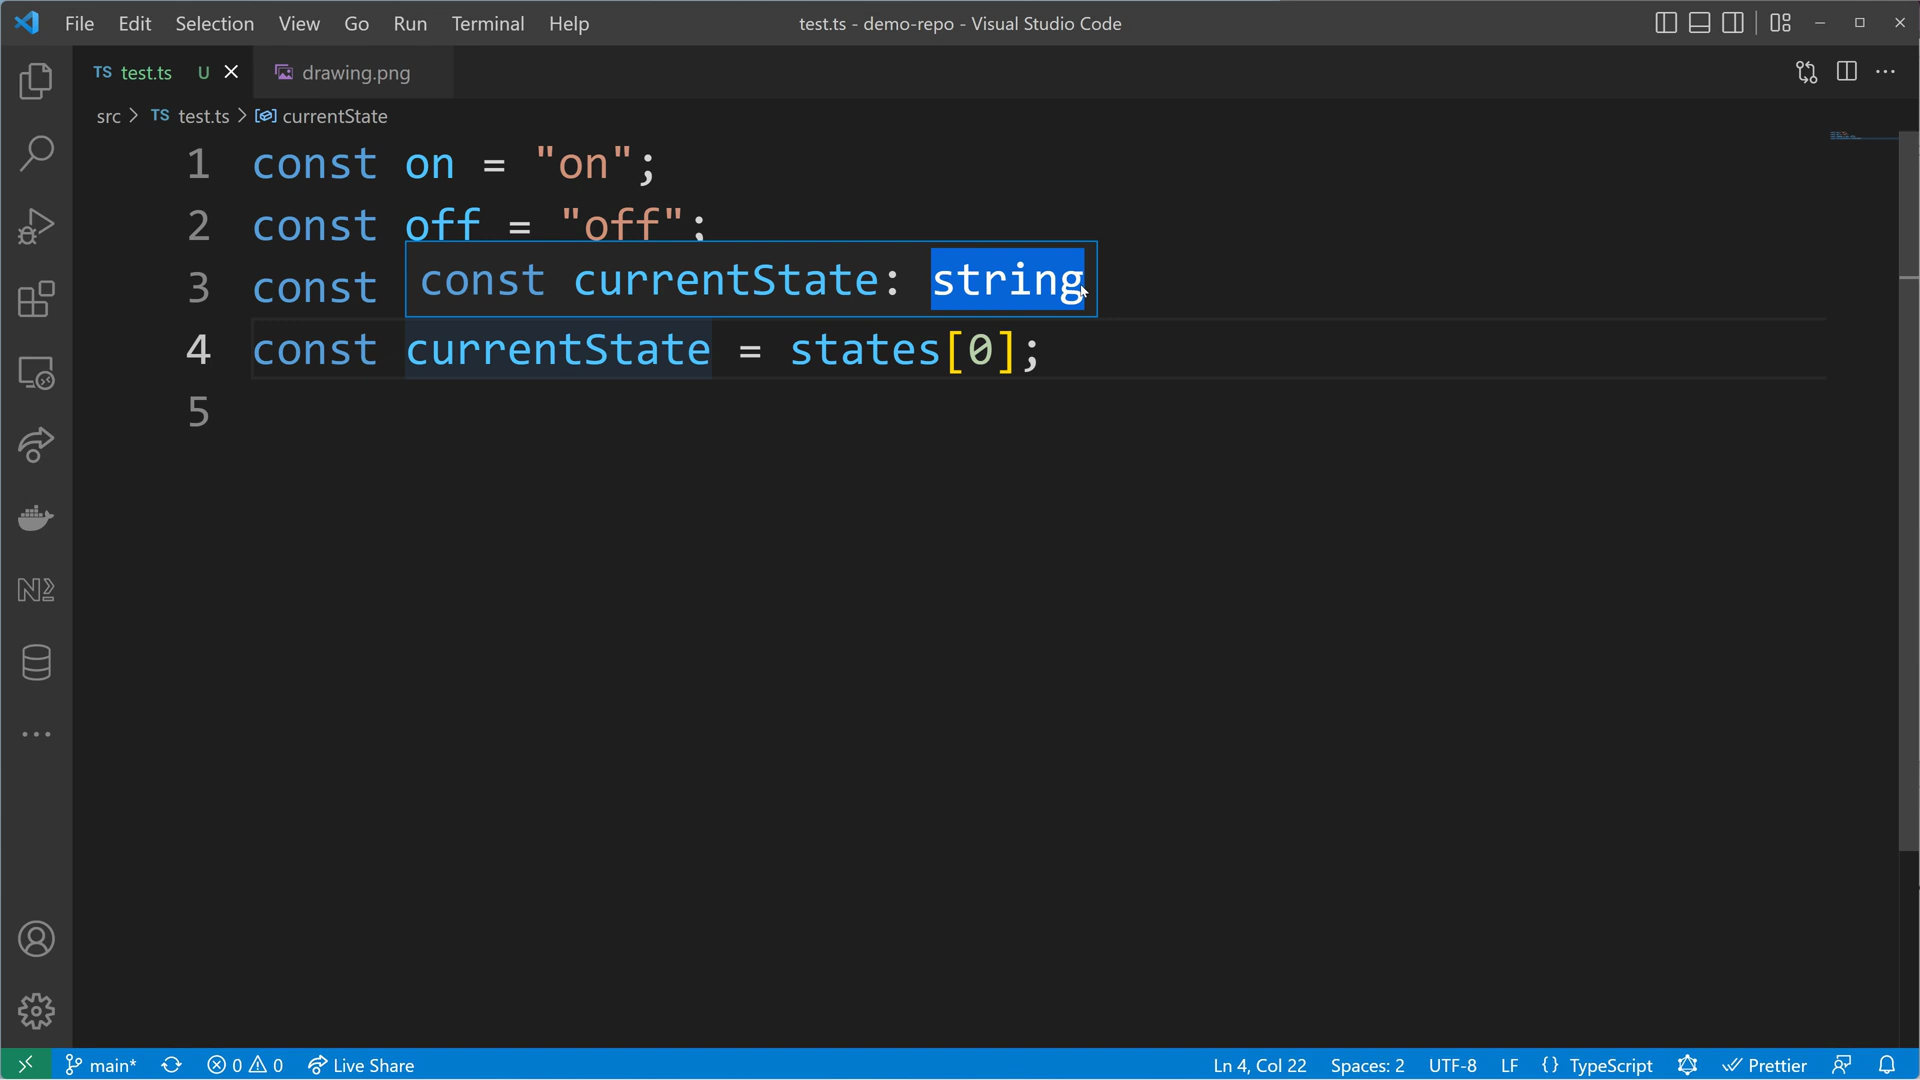 File Edit Selection View Go Run Terminal Help test.ts - demo-repo - Visual Studio Code
TS test.ts U drawing.png
src > TS test.ts > currentState
1 const on = "on";
2 const off = "off";
3 const
const currentState: string
4 const currentState = states[0];
5
main* 0 0 Live Share Ln 4, Col 22 Spaces: 2 UTF-8 LF {} TypeScript Prettier